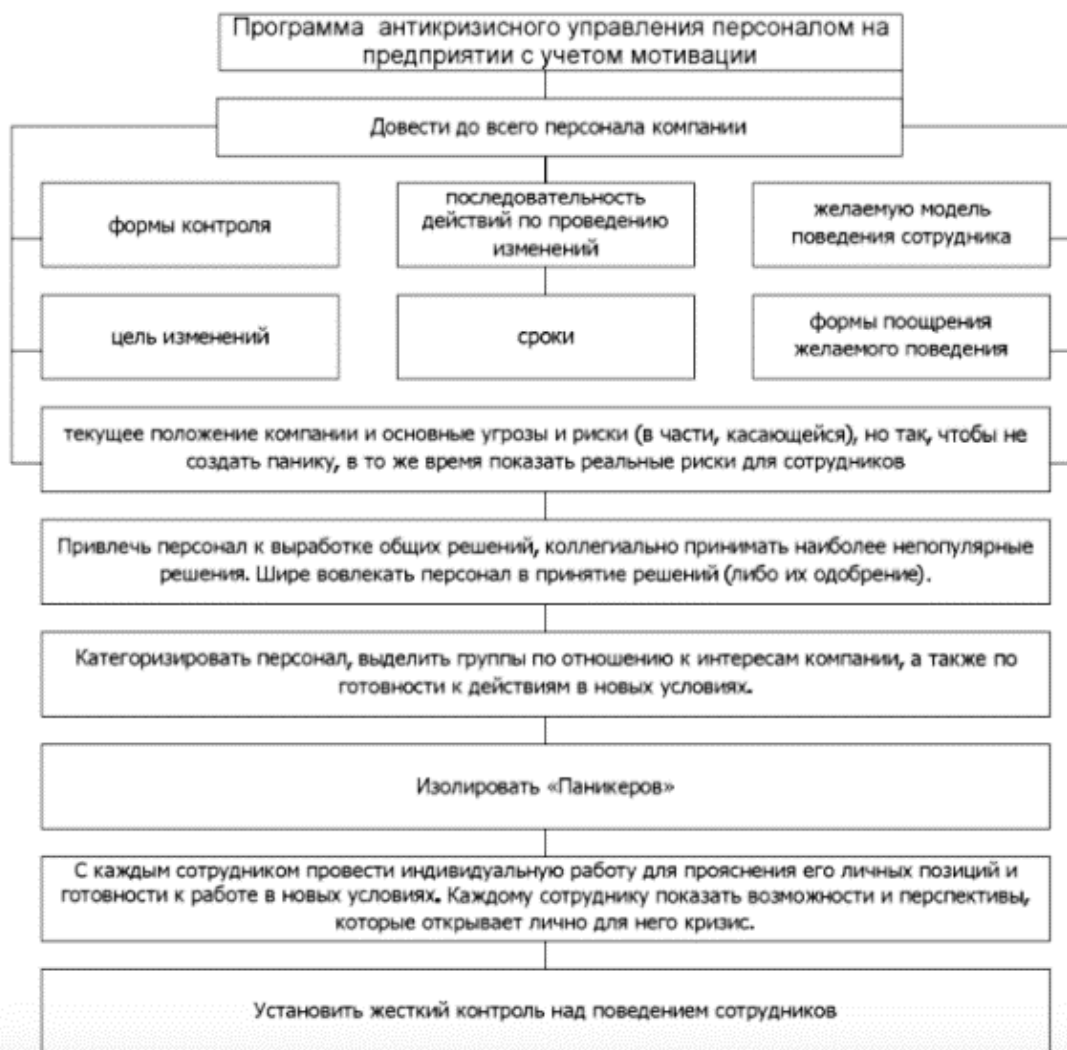 Программа антикризисного управления персоналом на
предприятии с учетом мотивации
Довести до всего персонала компании
формы контроля
последовательность
действий по проведению
изменений
желаемую модель
поведения сотрудника
цель изменений
сроки
формы поощрения
желаемого поведения
текущее положение компании и основные угрозы и риски (в части, касающейся), но так, чтобы не
создать панику, в то же время показать реальные риски для сотрудников
Привлечь персонал к выработке общих решений, коллегиально принимать наиболее непопулярные
решения. Шире вовлекать персонал в принятие решений (либо их одобрение).
Категоризировать персонал, выделить группы по отношению к интересам компании, а также по
готовности к действиям в новых условиях.
Изолировать «Паникеров»
С каждым сотрудником провести индивидуальную работу для прояснения его личных позиций и
готовности к работе в новых условиях. Каждому сотруднику показать возможности и перспективы,
которые открывает лично для него кризис.
Установить жесткий контроль над поведением сотрудников